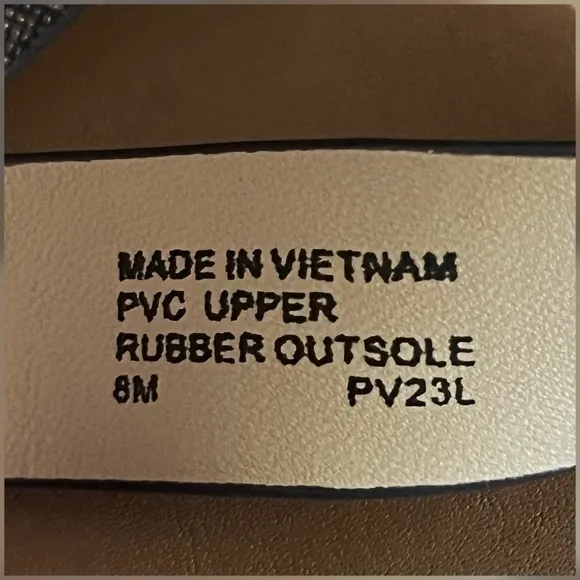 MADE IN VIETNAM
PVC UPPER
RUBBER OUTSOLE
8M PV23L